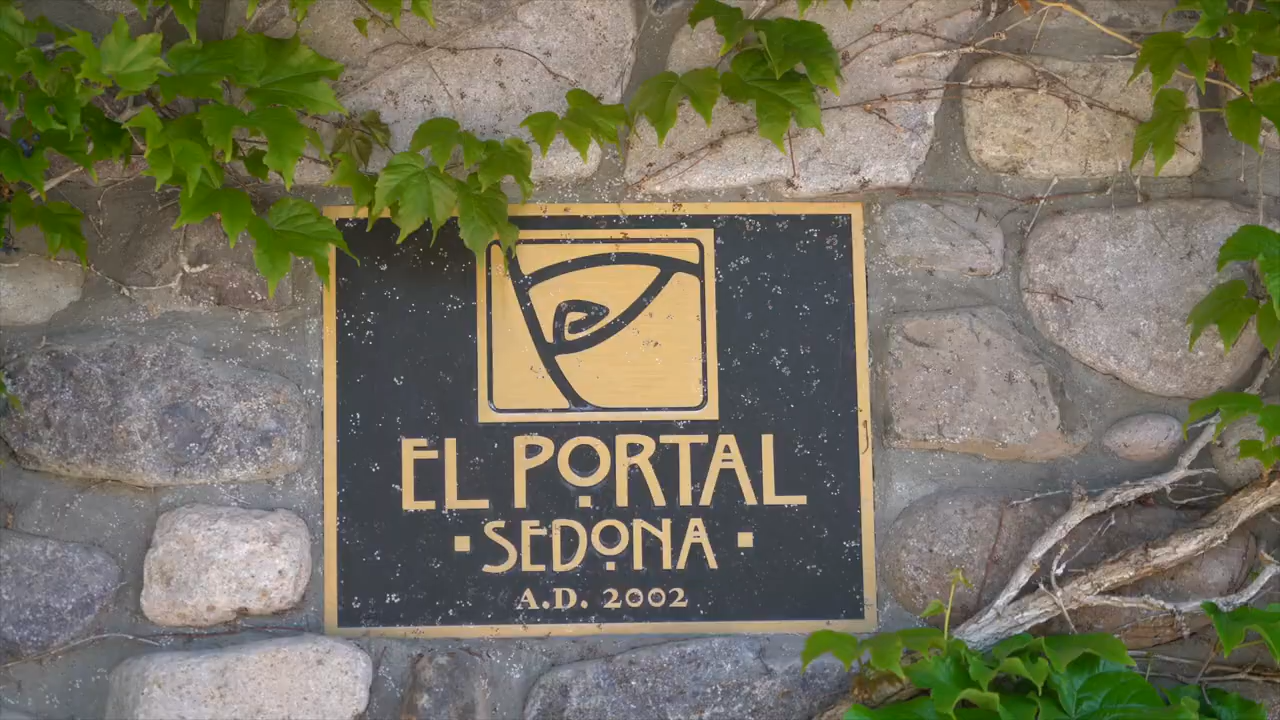 EL PORTAL
▪ SEDONA ▪
A.D. 2002